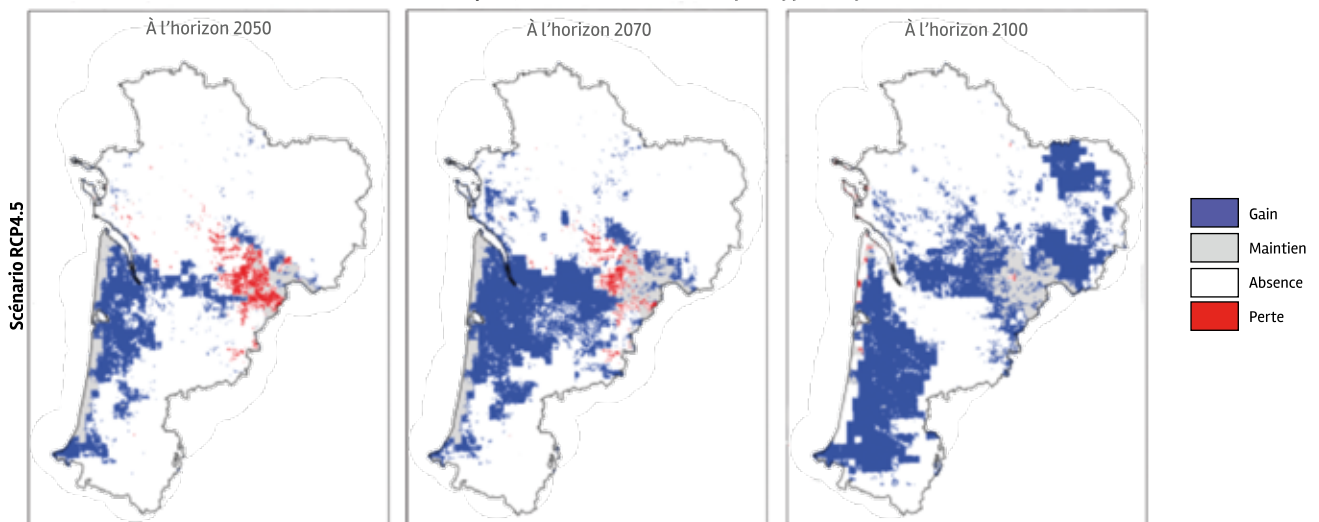 À l’horizon 2050
À l’horizon 2070
À l’horizon 2100
Scénario RCP4.5
Gain
Maintien
Absence
Perte